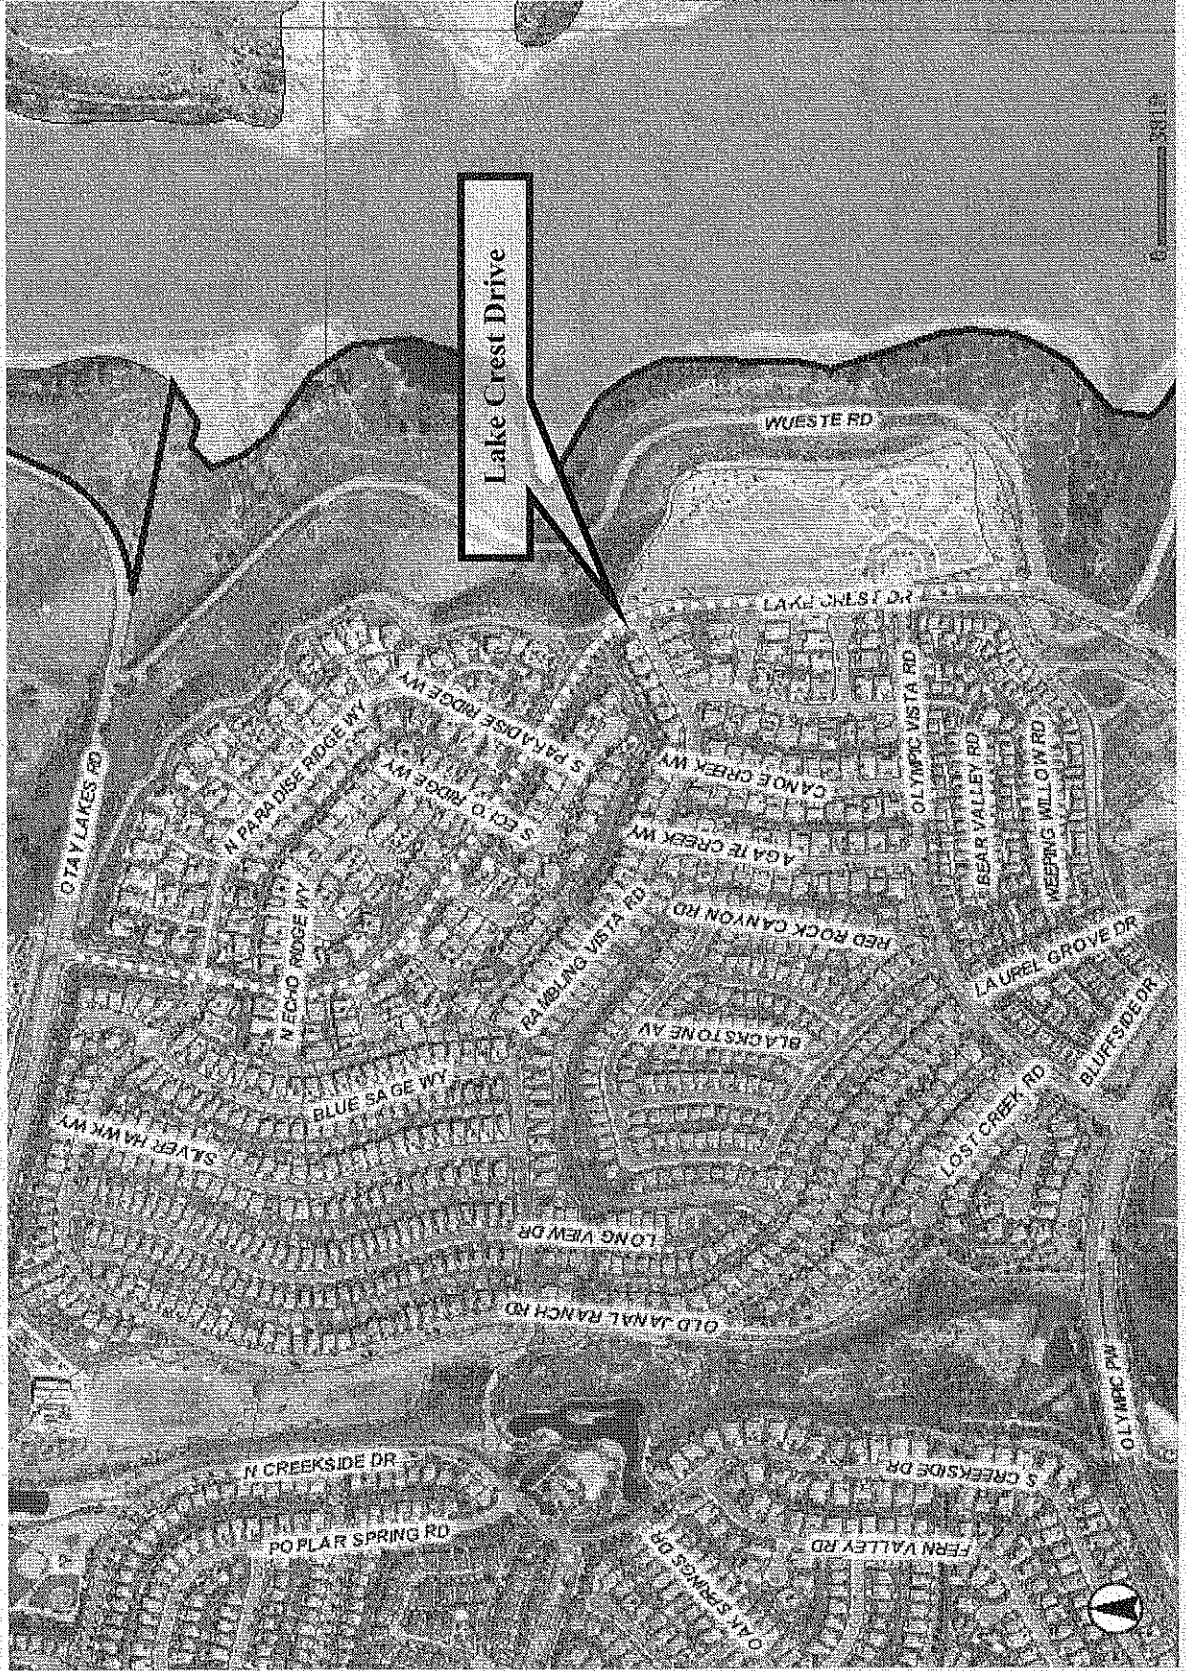 Lake Crest Drive
WUESTE RD
LAKE CREST DR
OTAY LAKES RD
N PARADISE RIDGE WY
S PARADISE RIDGE WY
S ECHO RIDGE WY
N ECHO RIDGE WY
CANOE CREEK WY
AGATE CREEK WY
OLYMPIC VISTA RD
BEAR VALLEY RD
WEEPING WILLOW RD
RED ROCK CANYON RD
RAMBLING VISTA RD
LAUREL GROVE DR
BLUFFSIDE DR
BLACKSTONE AV
BLUE SAGE WY
SILVER HAWK WY
LOST CREEK RD
LONG VIEW DR
OLD JANAL RANCH RD
OLYMPIC PW
N CREEKSIDE DR
S CREEKSIDE DR
POPLAR SPRING RD
OAK SPRINGS DR
FERN VALLEY RD
0